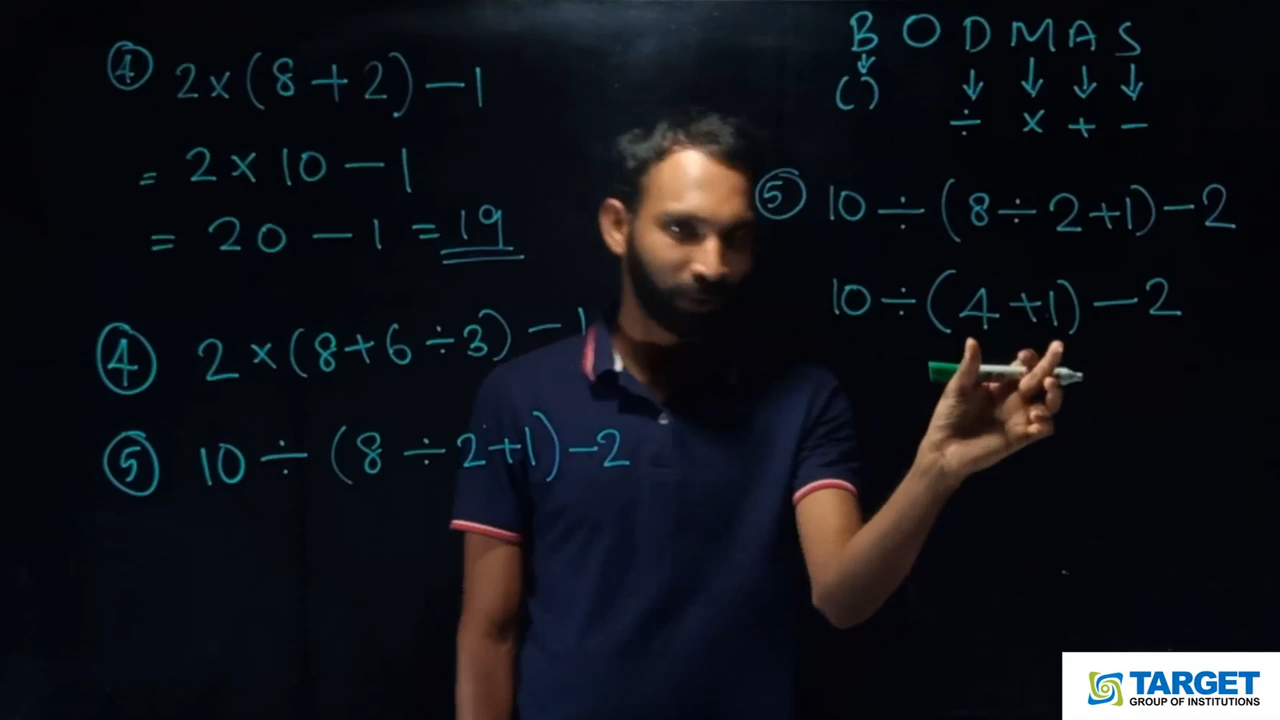 ④ 2×(8+2)-1
= 2×10-1
= 20-1=19
④ 2×(8+6÷3)-1
⑤ 10÷(8÷2+1)-2
B O D M A S
↓ ↓ ↓ ↓ ↓
() ÷ × + -
⑤ 10÷(8÷2+1)-2
10÷(4+1)-2
TARGET
GROUP OF INSTITUTIONS